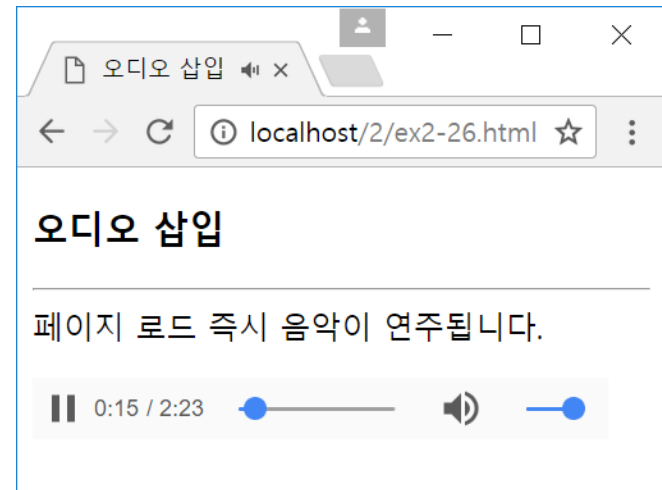 오디오 삽입
localhost/2/ex2-26.html
오디오 삽입
페이지 로드 즉시 음악이 연주됩니다.
0:15 / 2:23